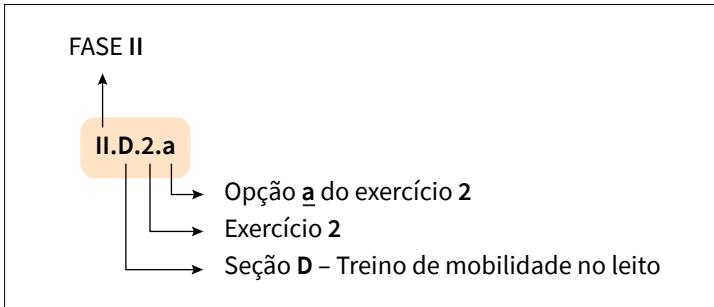 FASE II
II.D.2.a
Opção a do exercício 2
Exercício 2
Seção D – Treino de mobilidade no leito